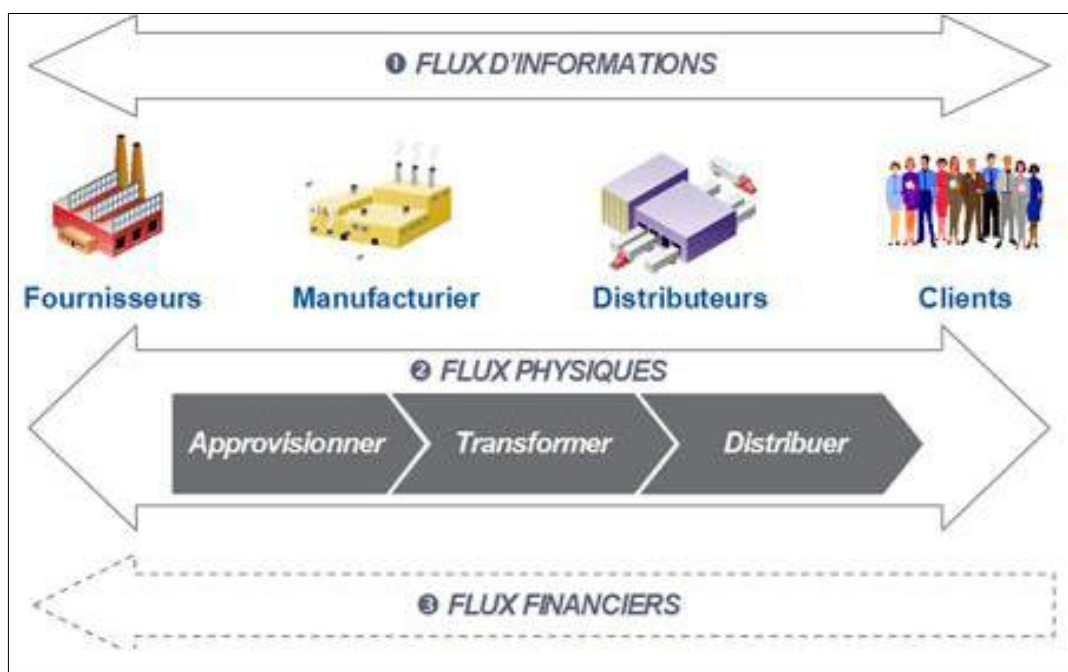 ❶ FLUX D'INFORMATIONS
Fournisseurs Manufacturier Distributeurs Clients
❷ FLUX PHYSIQUES
Approvisionner Transformer Distribuer
❸ FLUX FINANCIERS